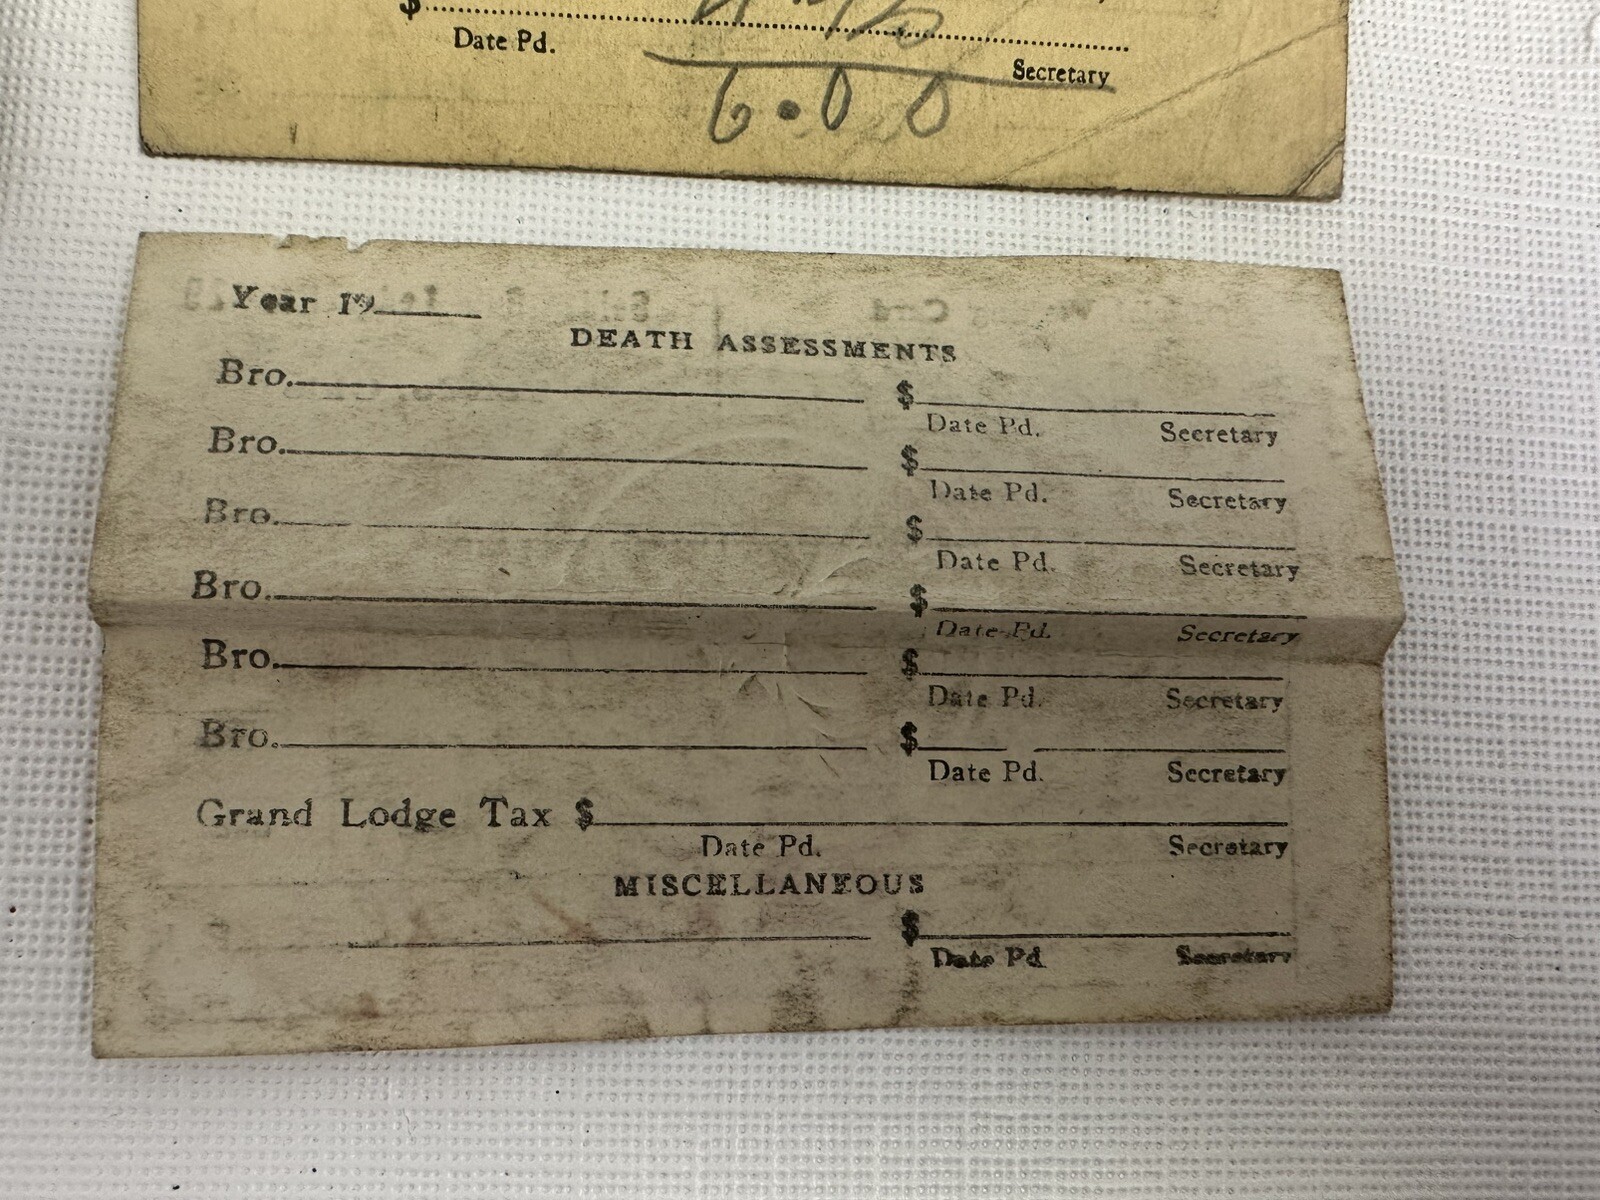 $
Date Pd. Secretary
6.00
Year 19
DEATH ASSESSMENTS
Bro. $
Date Pd. Secretary
Bro. $
Date Pd. Secretary
Bro. $
Date Pd. Secretary
Bro. $
Date Pd. Secretary
Bro. $
Date Pd. Secretary
Bro. $
Date Pd. Secretary
Grand Lodge Tax $
Date Pd. Secretary
MISCELLANEOUS
$
Date Pd Secretary